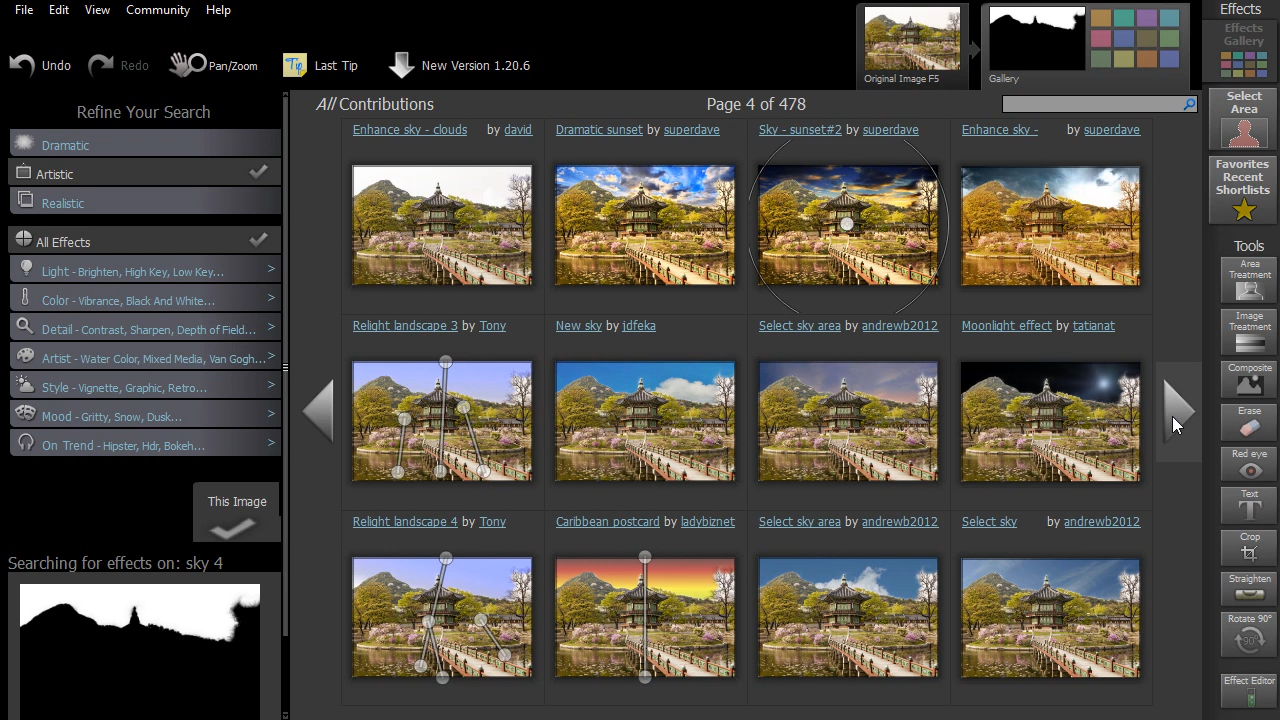 File Edit View Community Help
Undo
Redo
Pan/Zoom
Tip
Last Tip
New Version 1.20.6
Original Image F5
Gallery
Effects
Effects
Gallery
Select
Area
Favorites
Recent
Shortlists
Tools
Area
Treatment
Image
Treatment
Composite
Erase
Red eye
Text
T
Crop
Straighten
Rotate 90°
90°
Effect Editor
Refine Your Search
Dramatic
Artistic
Realistic
All Effects
Light - Brighten, High Key, Low Key... >
Color - Vibrance, Black And White... >
Detail - Contrast, Sharpen, Depth of Field... >
Artist - Water Color, Mixed Media, Van Gogh... >
Style - Vignette, Graphic, Retro... >
Mood - Gritty, Snow, Dusk... >
On Trend - Hipster, Hdr, Bokeh... >
This Image
Searching for effects on: sky 4
All Contributions
Page 4 of 478
Enhance sky - clouds by david
Dramatic sunset by superdave
Sky - sunset#2 by superdave
Enhance sky - by superdave
Relight landscape 3 by Tony
New sky by jdfeka
Select sky area by andrewb2012
Moonlight effect by tatianat
Relight landscape 4 by Tony
Caribbean postcard by ladybiznet
Select sky area by andrewb2012
Select sky by andrewb2012